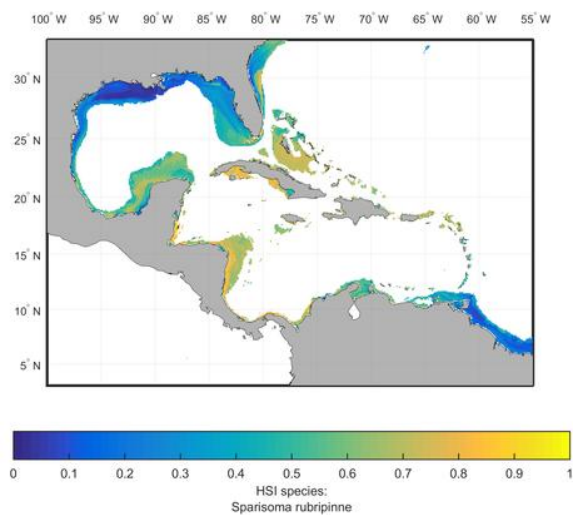 100° W 95° W 90° W 85° W 80° W 75° W 70° W 65° W 60° W 55° W
30° N
25° N
20° N
15° N
10° N
5° N
0 0.1 0.2 0.3 0.4 0.5 0.6 0.7 0.8 0.9 1
HSI species:
Sparisoma rubripinne